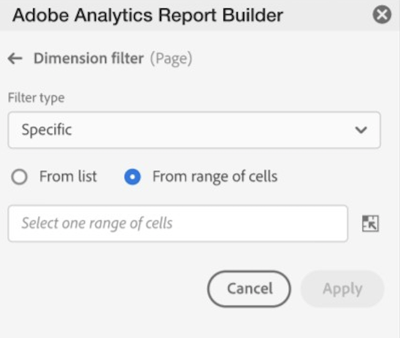 Adobe Analytics Report Builder
Dimension filter (Page)
Filter type
Specific
From list From range of cells
Select one range of cells
Cancel Apply